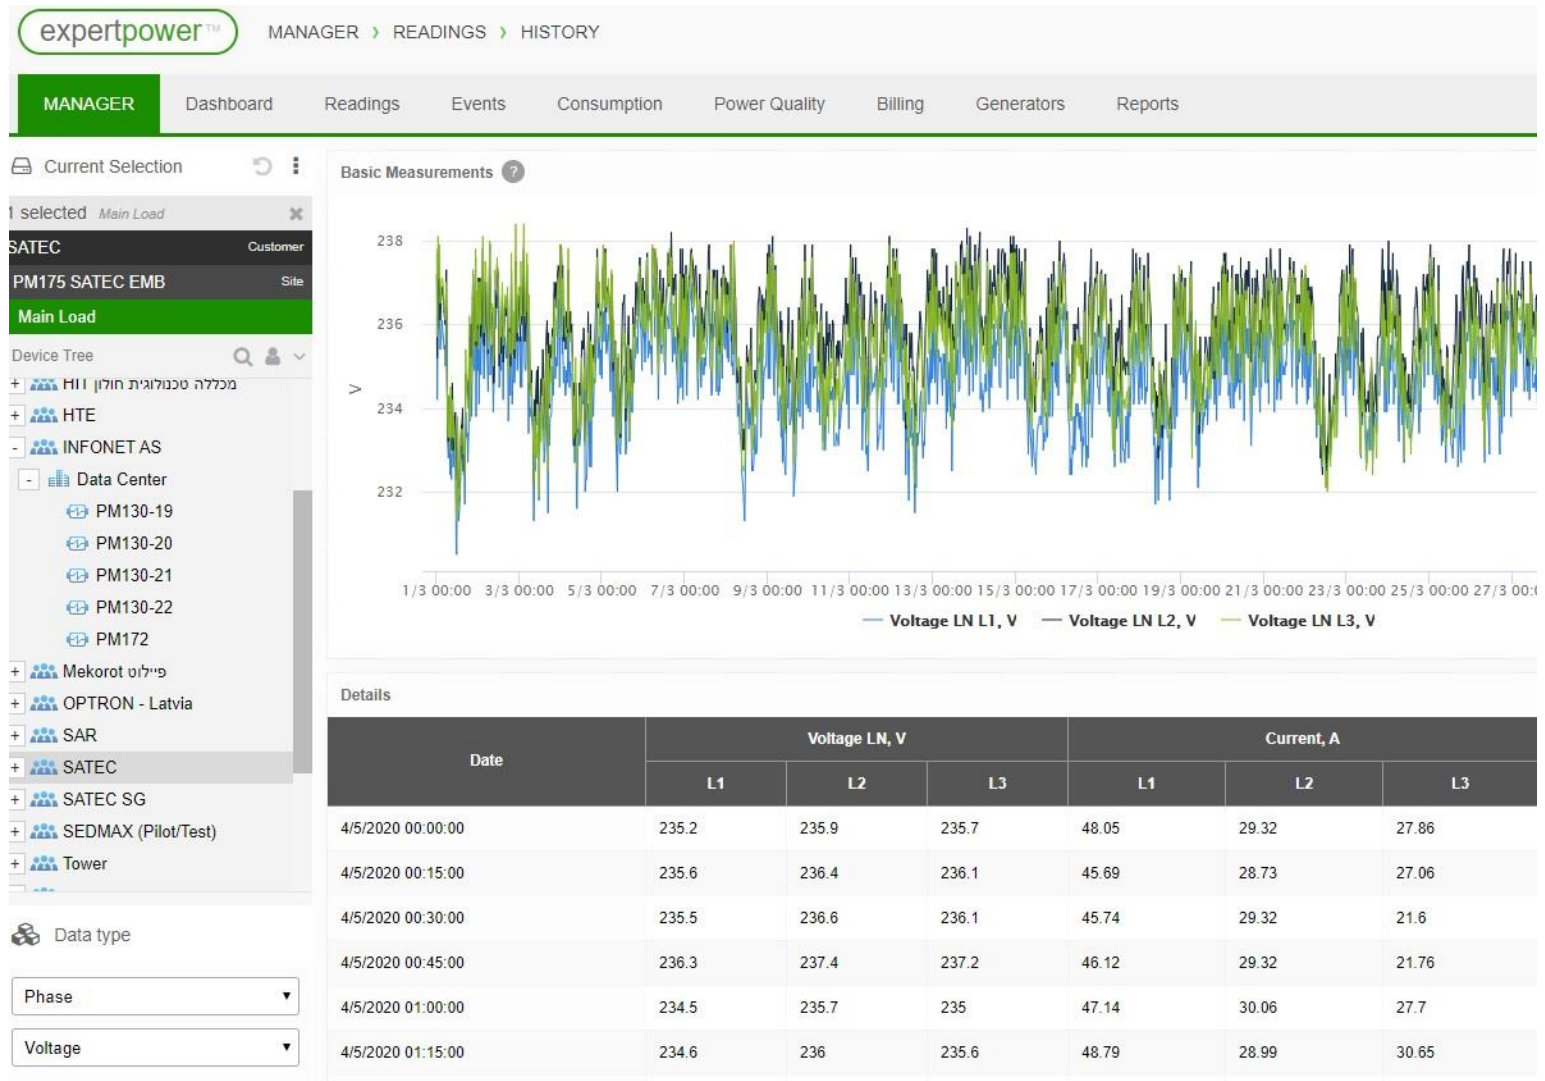 expertpower™ MANAGER › READINGS › HISTORY
MANAGER Dashboard Readings Events Consumption Power Quality Billing Generators Reports
Current Selection
1 selected Main Load
SATEC Customer
PM175 SATEC EMB Site
Main Load
Device Tree
מכללה טכנולוגית חולון HIT
HTE
INFONET AS
Data Center
PM130-19
PM130-20
PM130-21
PM130-22
PM172
Mekorot פיילוט
OPTRON - Latvia
SAR
SATEC
SATEC SG
SEDMAX (Pilot/Test)
Tower
Data type
Phase
Voltage
Basic Measurements ?
238
236
V
234
232
1/3 00:00 3/3 00:00 5/3 00:00 7/3 00:00 9/3 00:00 11/3 00:00 13/3 00:00 15/3 00:00 17/3 00:00 19/3 00:00 21/3 00:00 23/3 00:00 25/3 00:00 27/3
Voltage LN L1, V Voltage LN L2, V Voltage LN L3, V
Details
Date Voltage LN, V Current, A
L1 L2 L3 L1 L2 L3
4/5/2020 00:00:00 235.2 235.9 235.7 48.05 29.32 27.86
4/5/2020 00:15:00 235.6 236.4 236.1 45.69 28.73 27.06
4/5/2020 00:30:00 235.5 236.6 236.1 45.74 29.32 21.6
4/5/2020 00:45:00 236.3 237.4 237.2 46.12 29.32 21.76
4/5/2020 01:00:00 234.5 235.7 235 47.14 30.06 27.7
4/5/2020 01:15:00 234.6 236 235.6 48.79 28.99 30.65